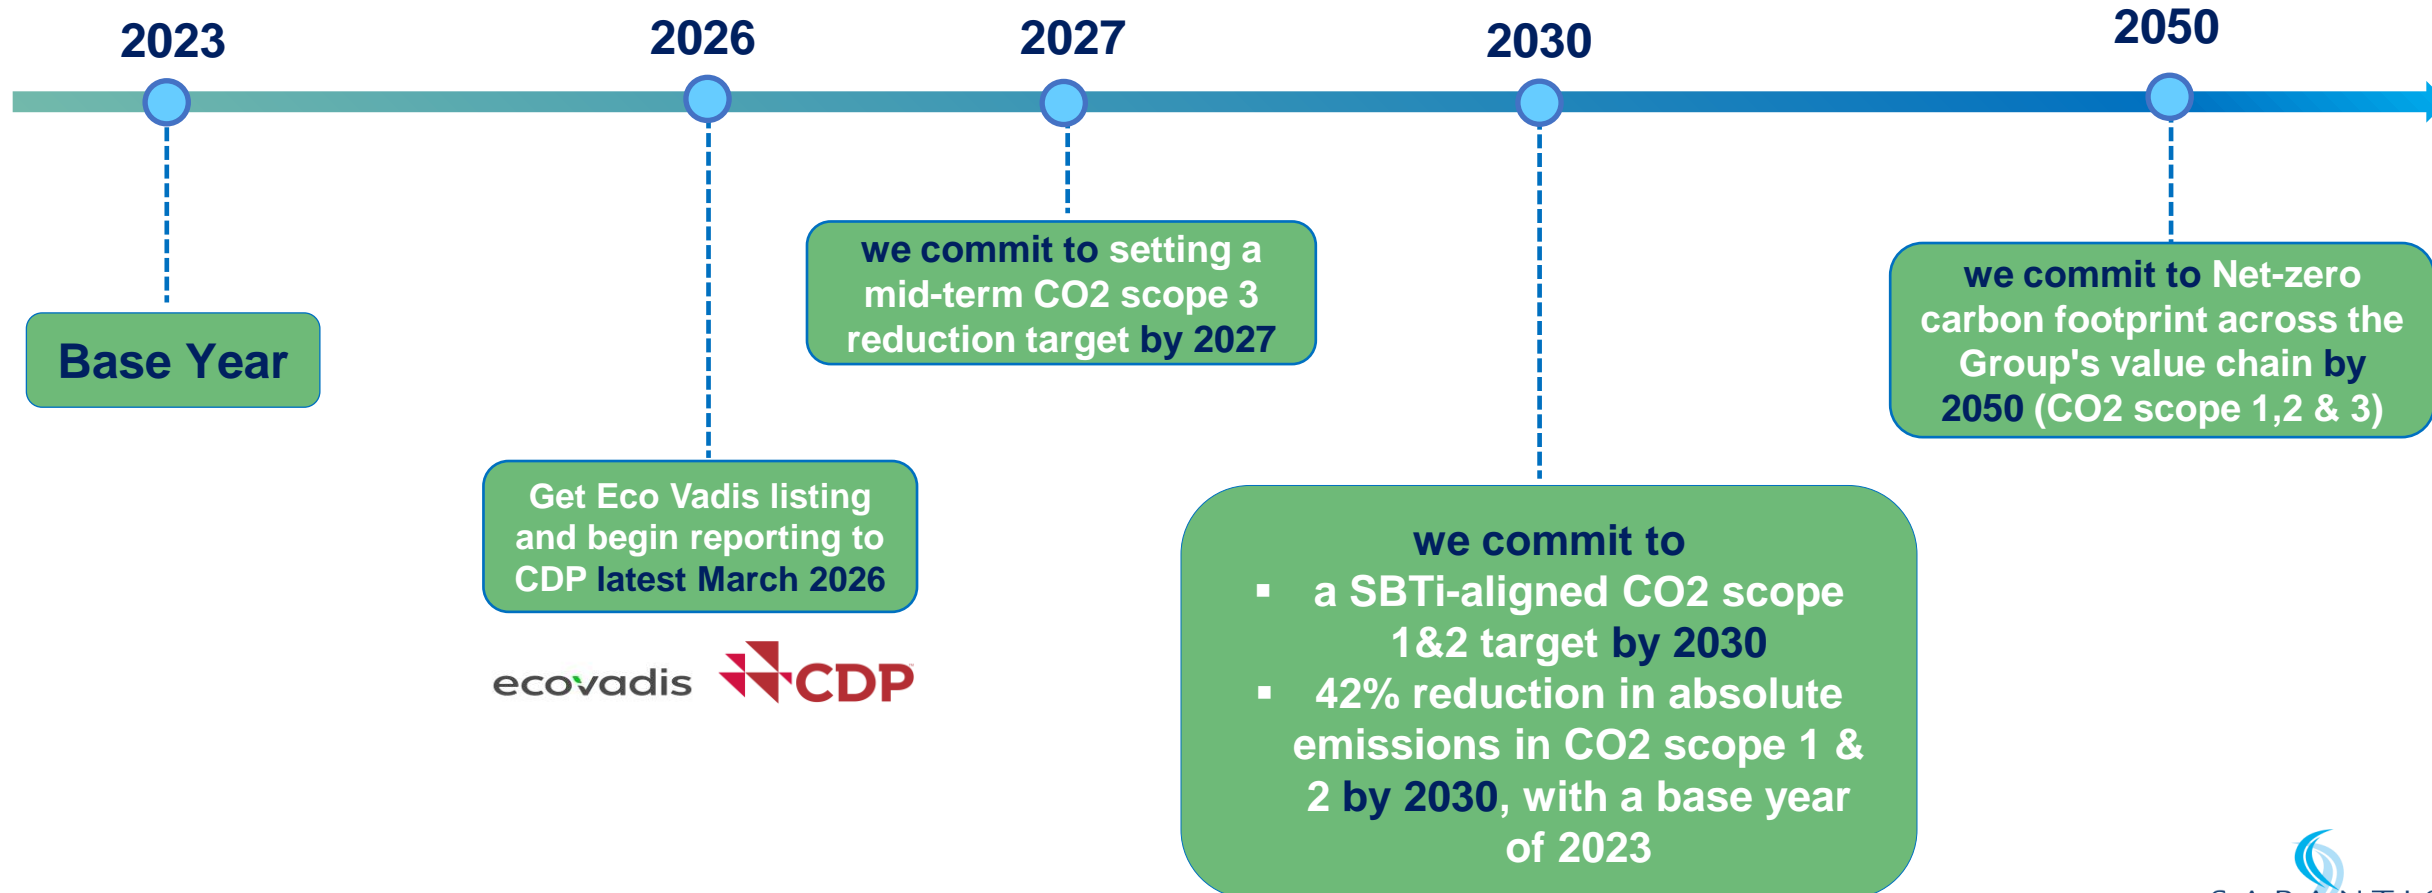 2023
2026
2027
2030
2050
Base Year
Get Eco Vadis listing
and begin reporting to
CDP latest March 2026
ecovadis
CDP
we commit to setting a
mid-term CO2 scope 3
reduction target by 2027
we commit to
▪ a SBTi-aligned CO2 scope
1&2 target by 2030
▪ 42% reduction in absolute
emissions in CO2 scope 1 &
2 by 2030, with a base year
of 2023
we commit to Net-zero
carbon footprint across the
Group's value chain by
2050 (CO2 scope 1,2 & 3)